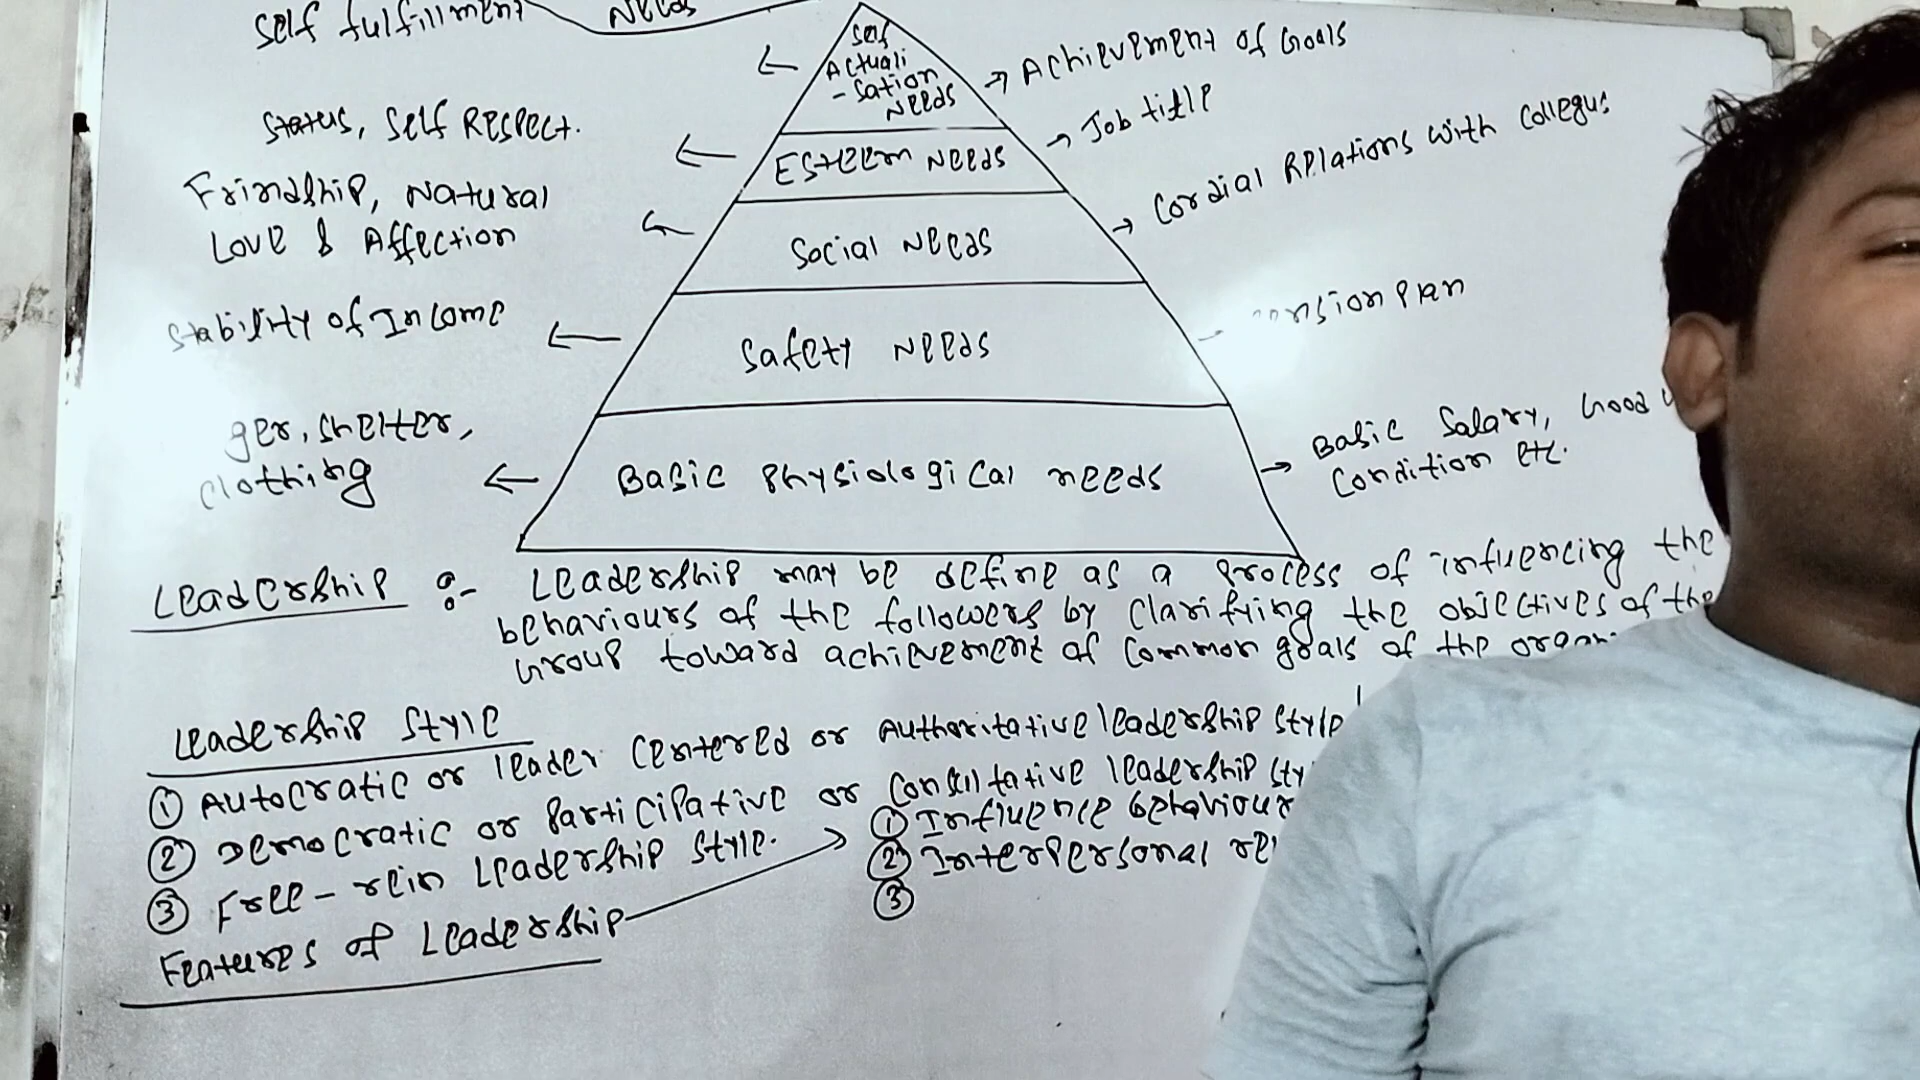 Self fulfillment Needs
Self
Actuali
-sation
Needs
Achievement of Goals
Status, Self Respect.
Esteem Needs
Job title
Frindship, Natural
Love & Affection
Social Needs
Cordial Relations with Collegus
Stability of Income
Safety Needs
Plan
shelter,
clothing
Basic Physiological needs
Basic Salary, Good
Condition etc.
Leadership :- Leadership may be define as a process of influencing the
behaviours of the followers by Clarifying the objectives of the
Group toward achievement of Common goals of the
Leadership Style
① Autocratic or leader Centered or Authoritative leadership Style
② Democratic or Participative or Consultative leadership
③ Free-rein Leadership Style.
Features of Leadership
① Influence behaviour
② Interpersonal
③